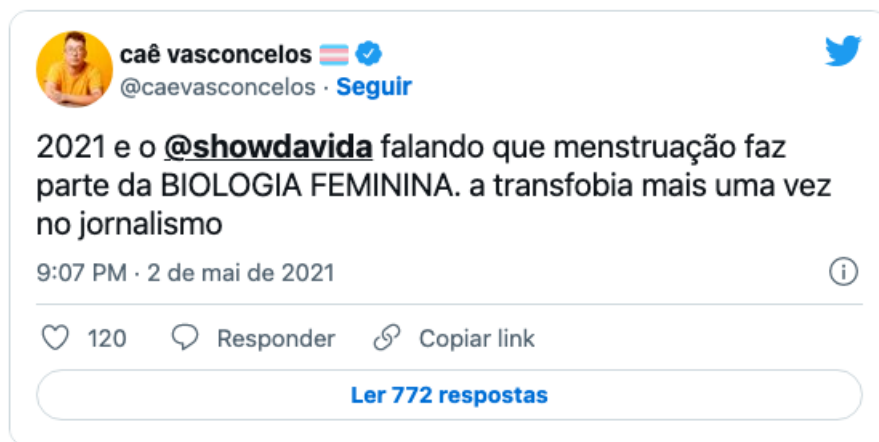 caê vasconcelos
@caevasconcelos · Seguir
2021 e o @showdavida falando que menstruação faz
parte da BIOLOGIA FEMININA. a transfobia mais uma vez
no jornalismo
9:07 PM · 2 de mai de 2021
120 Responder Copiar link
Ler 772 respostas